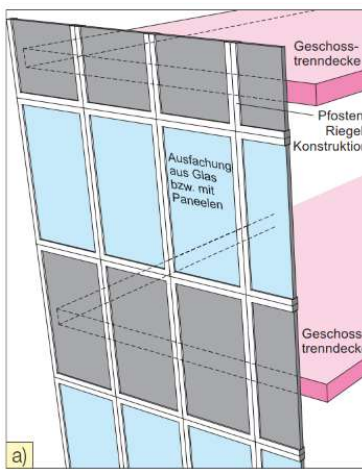 Geschoss-
trenndecke
Pfosten
Riegel
Konstruktion
Ausfachung
aus Glas
bzw. mit
Paneelen
Geschoss
trenndecke
a)